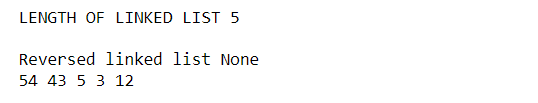 LENGTH OF LINKED LIST 5
Reversed linked list None
54 43 5 3 12